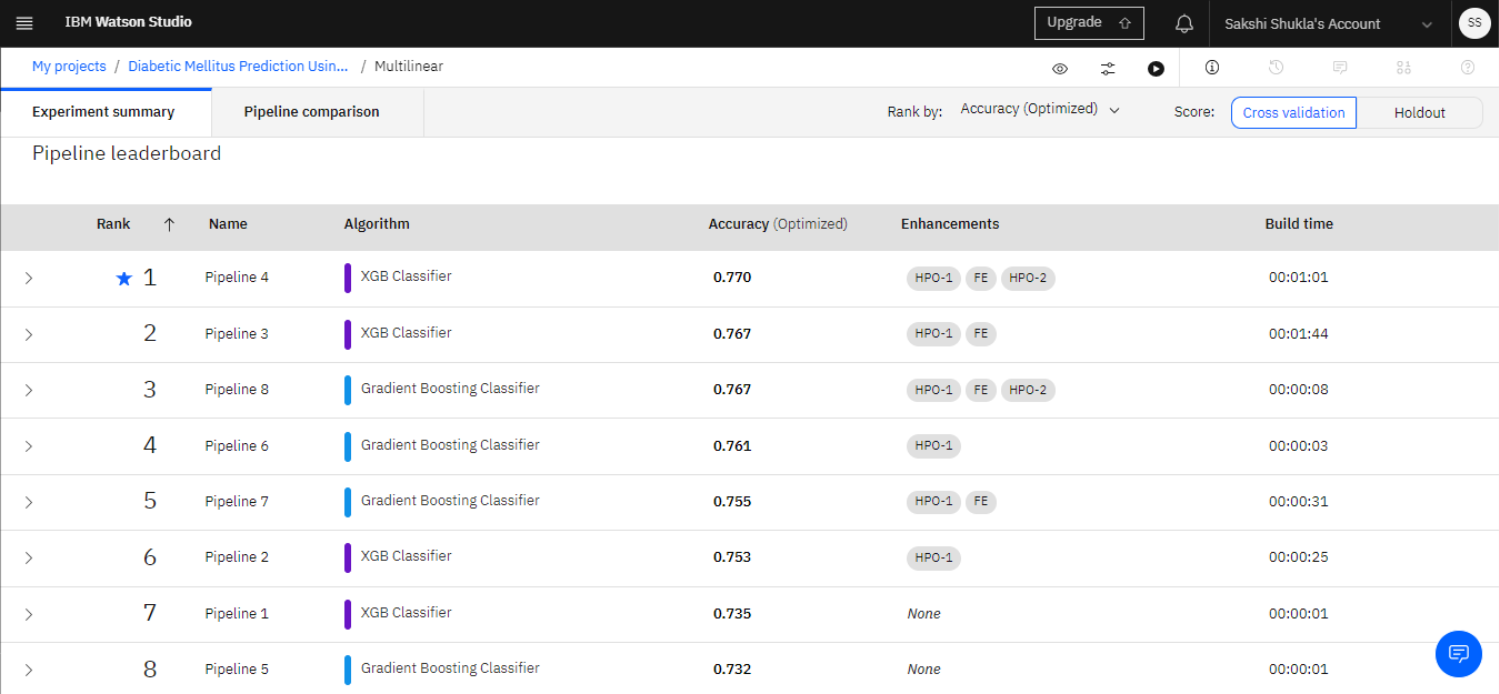 IBM Watson Studio
Upgrade
Sakshi Shukla's Account
SS
My projects / Diabetic Mellitus Prediction Usin... / Multilinear
Experiment summary
Pipeline comparison
Rank by: Accuracy (Optimized)
Score: Cross validation Holdout
Pipeline leaderboard
Rank Name Algorithm Accuracy (Optimized) Enhancements Build time
1 Pipeline 4 XGB Classifier 0.770 HPO-1 FE HPO-2 00:01:01
2 Pipeline 3 XGB Classifier 0.767 HPO-1 FE 00:01:44
3 Pipeline 8 Gradient Boosting Classifier 0.767 HPO-1 FE HPO-2 00:00:08
4 Pipeline 6 Gradient Boosting Classifier 0.761 HPO-1 00:00:03
5 Pipeline 7 Gradient Boosting Classifier 0.755 HPO-1 FE 00:00:31
6 Pipeline 2 XGB Classifier 0.753 HPO-1 00:00:25
7 Pipeline 1 XGB Classifier 0.735 None 00:00:01
8 Pipeline 5 Gradient Boosting Classifier 0.732 None 00:00:01